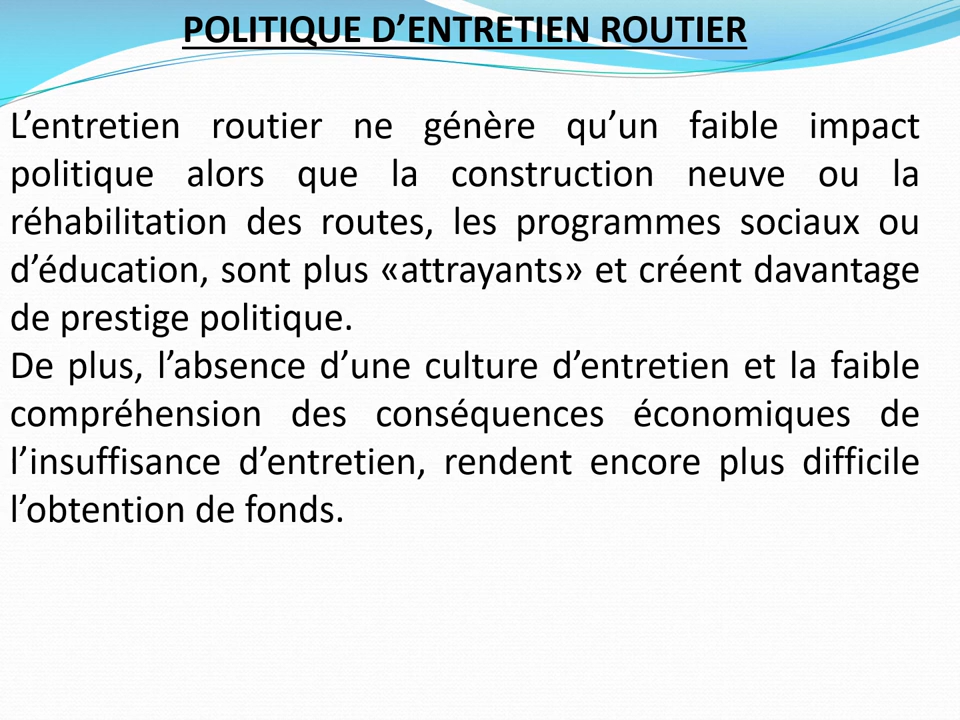 POLITIQUE D’ENTRETIEN ROUTIER
L’entretien routier ne génère qu’un faible impact
politique alors que la construction neuve ou la
réhabilitation des routes, les programmes sociaux ou
d’éducation, sont plus «attrayants» et créent davantage
de prestige politique.
De plus, l’absence d’une culture d’entretien et la faible
compréhension des conséquences économiques de
l’insuffisance d’entretien, rendent encore plus difficile
l’obtention de fonds.